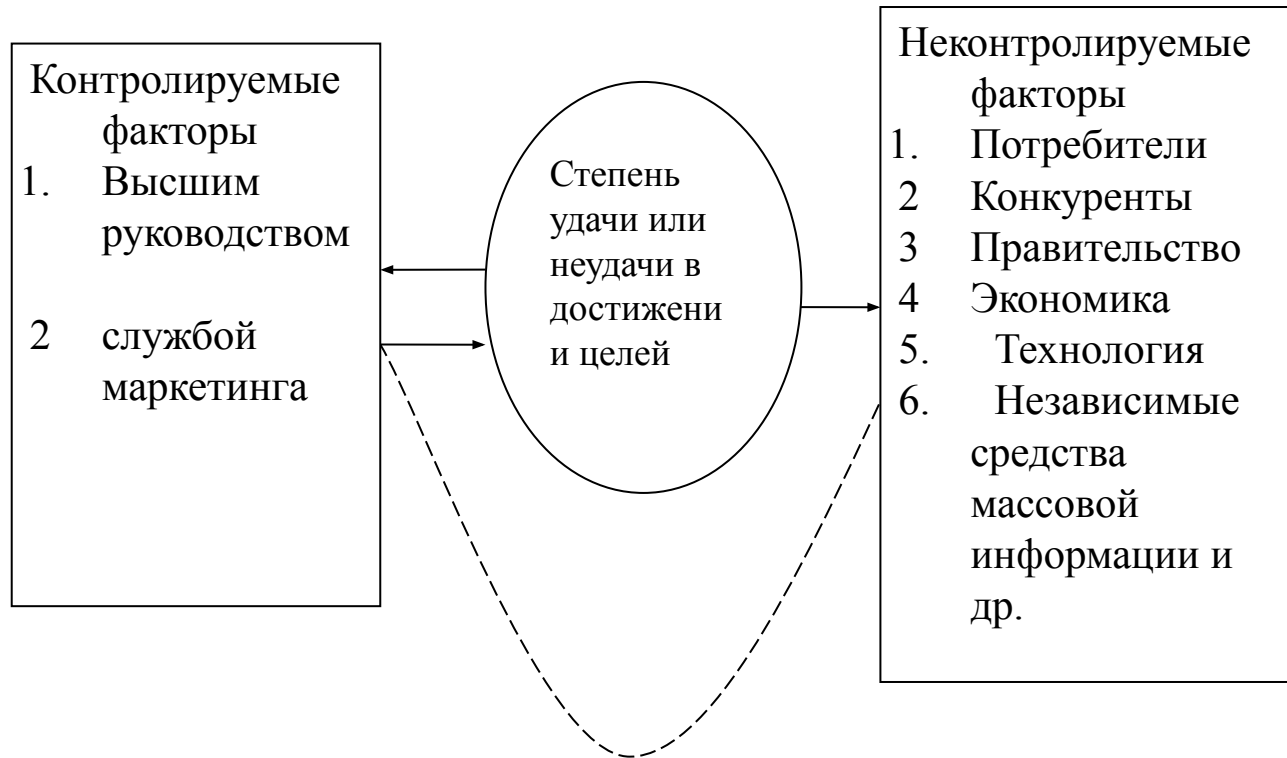 Контролируемые
факторы
1. Высшим
руководством
2 службой
маркетинга
Степень
удачи или
неудачи в
достижени
и целей
Неконтролируемые
факторы
1. Потребители
2 Конкуренты
3 Правительство
4 Экономика
5. Технология
6. Независимые
средства
массовой
информации и
др.